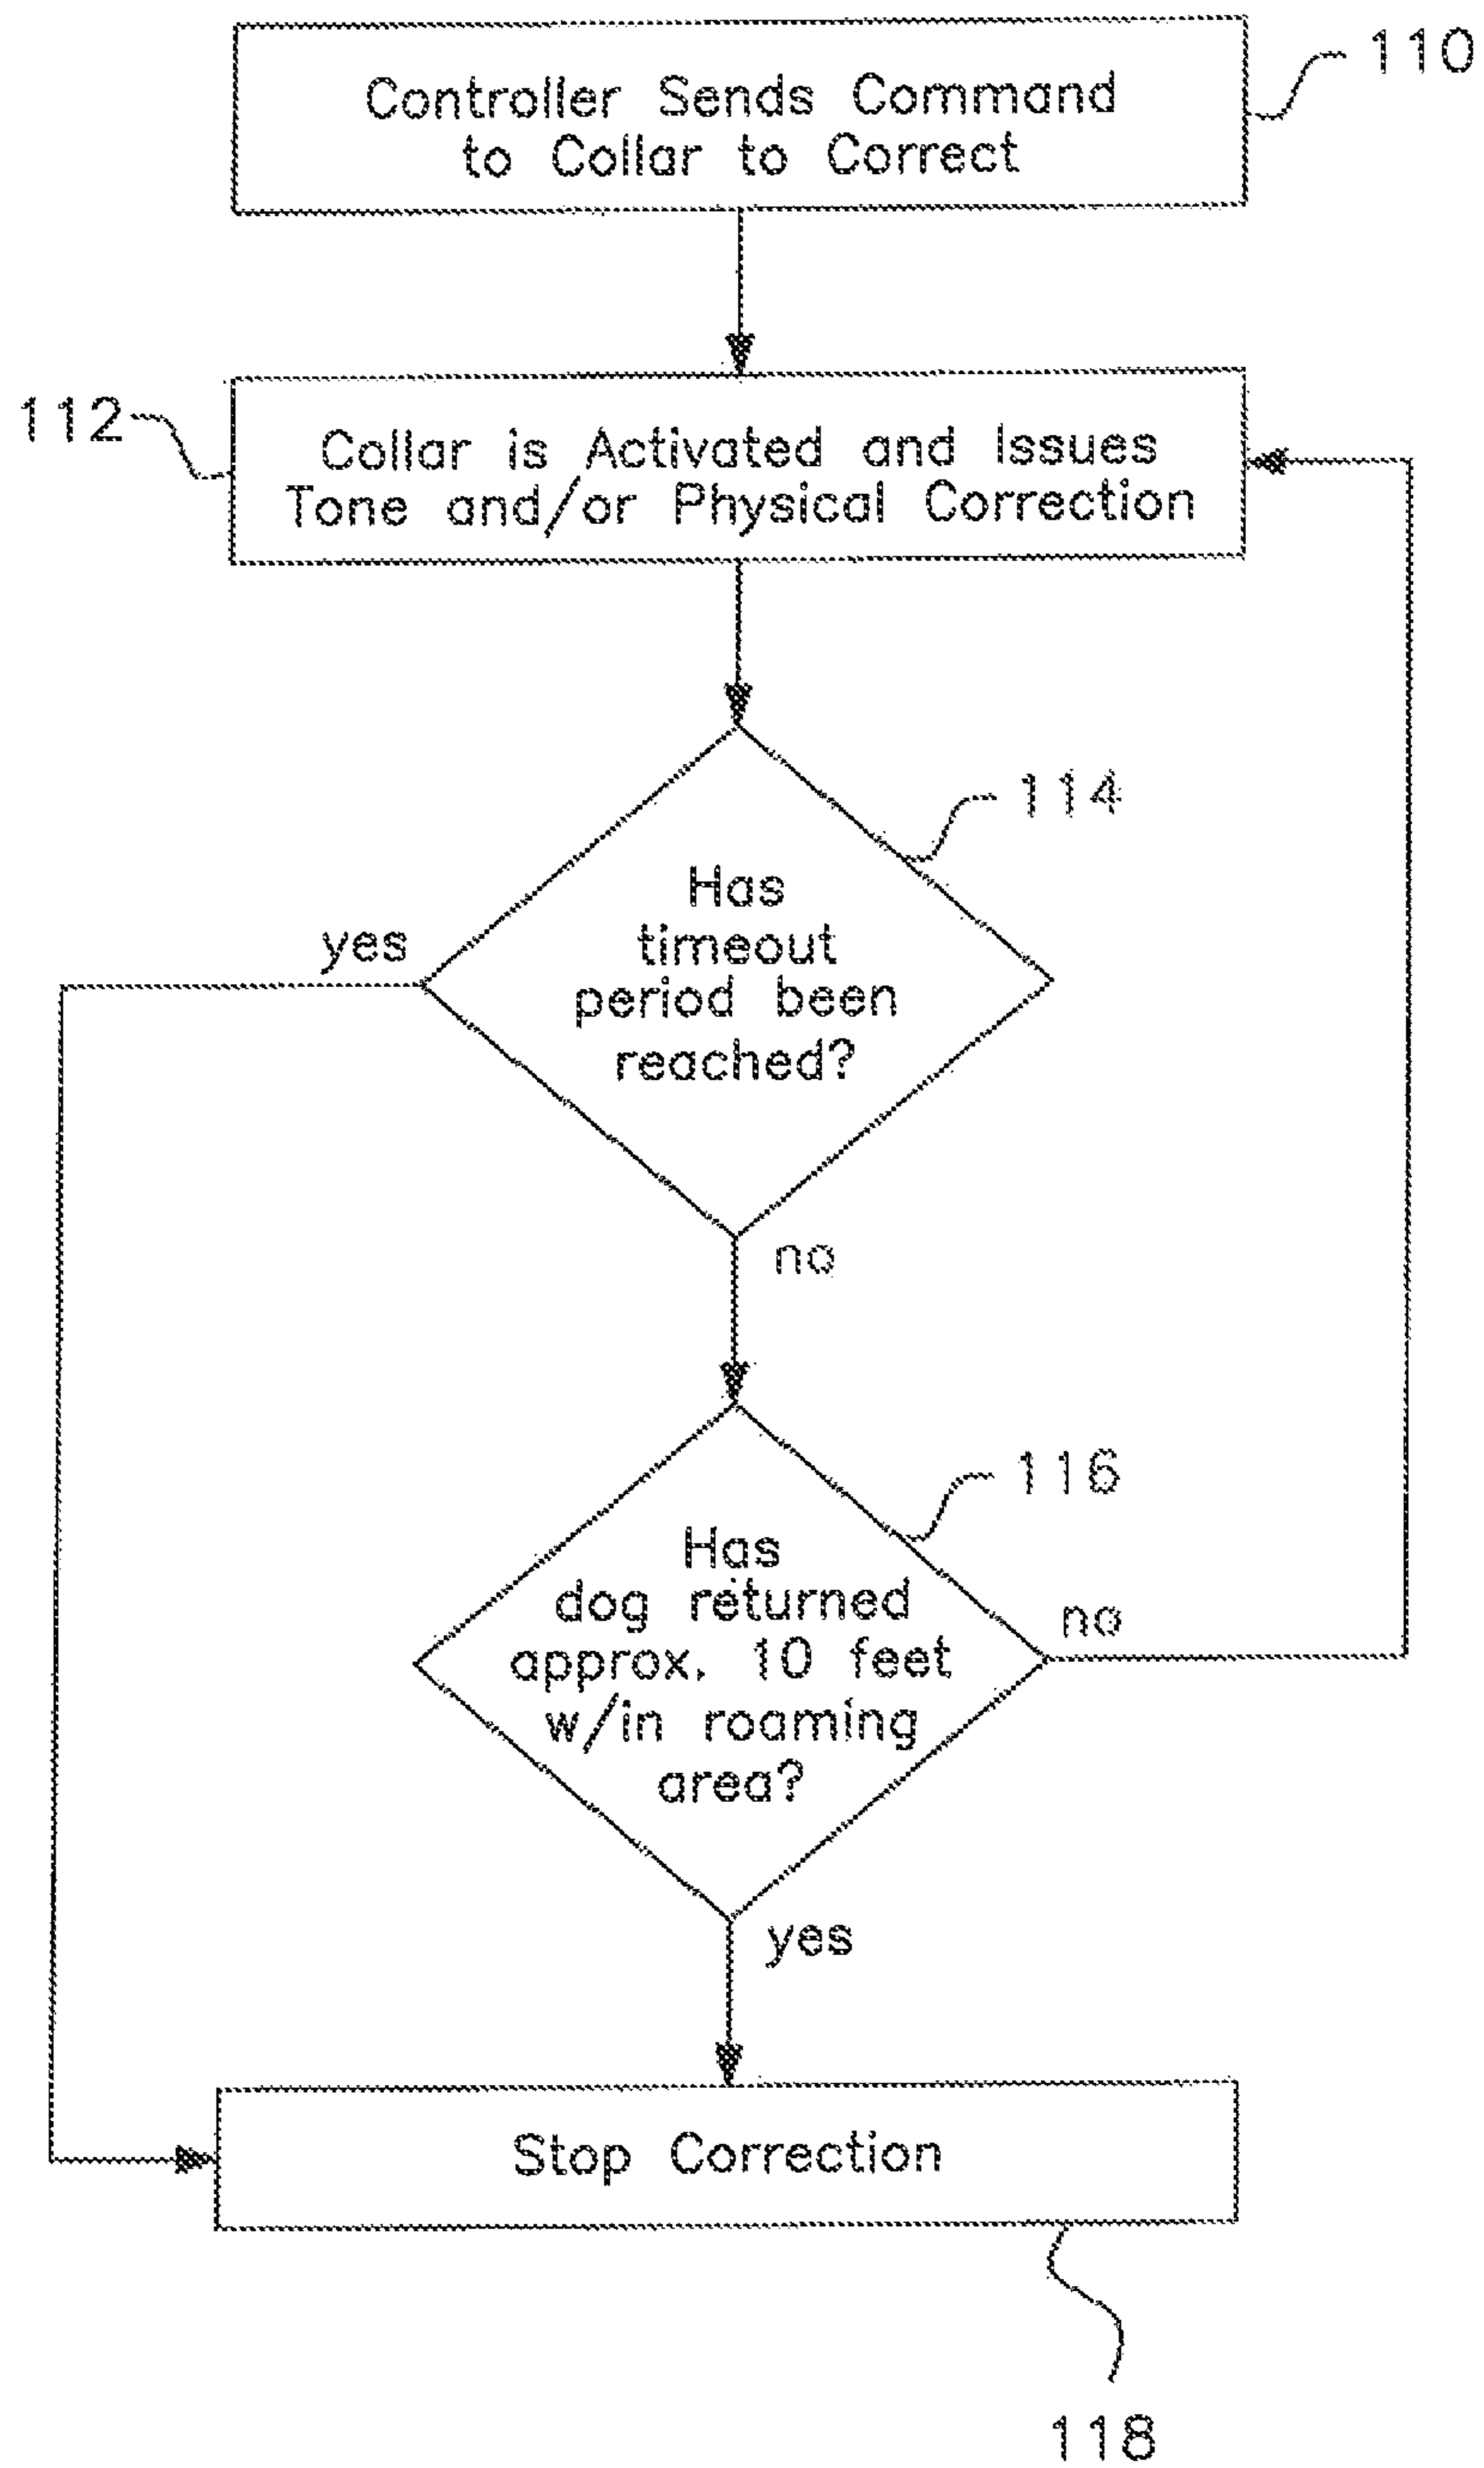 110
Controller Sends Command
to Collar to Correct
112
Collar is Activated and Issues
Tone and/or Physical Correction
114
Has
timeout
period been
reached?
yes
no
116
Has
dog returned
approx. 10 feet
w/in roaming
area?
no
yes
Stop Correction
118